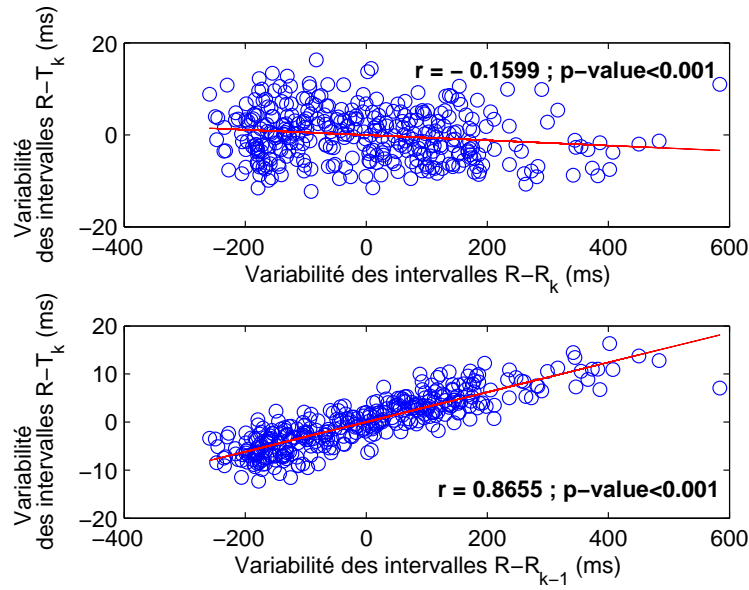 Variabilité
des intervalles R−T_k (ms)
20
0
−20
r = − 0.1599 ; p−value<0.001
−400
−200
0
200
400
600
Variabilité des intervalles R−R_k (ms)
Variabilité
des intervalles R−T_k (ms)
20
10
0
−10
−20
r = 0.8655 ; p−value<0.001
−400
−200
0
200
400
600
Variabilité des intervalles R−R_{k−1} (ms)